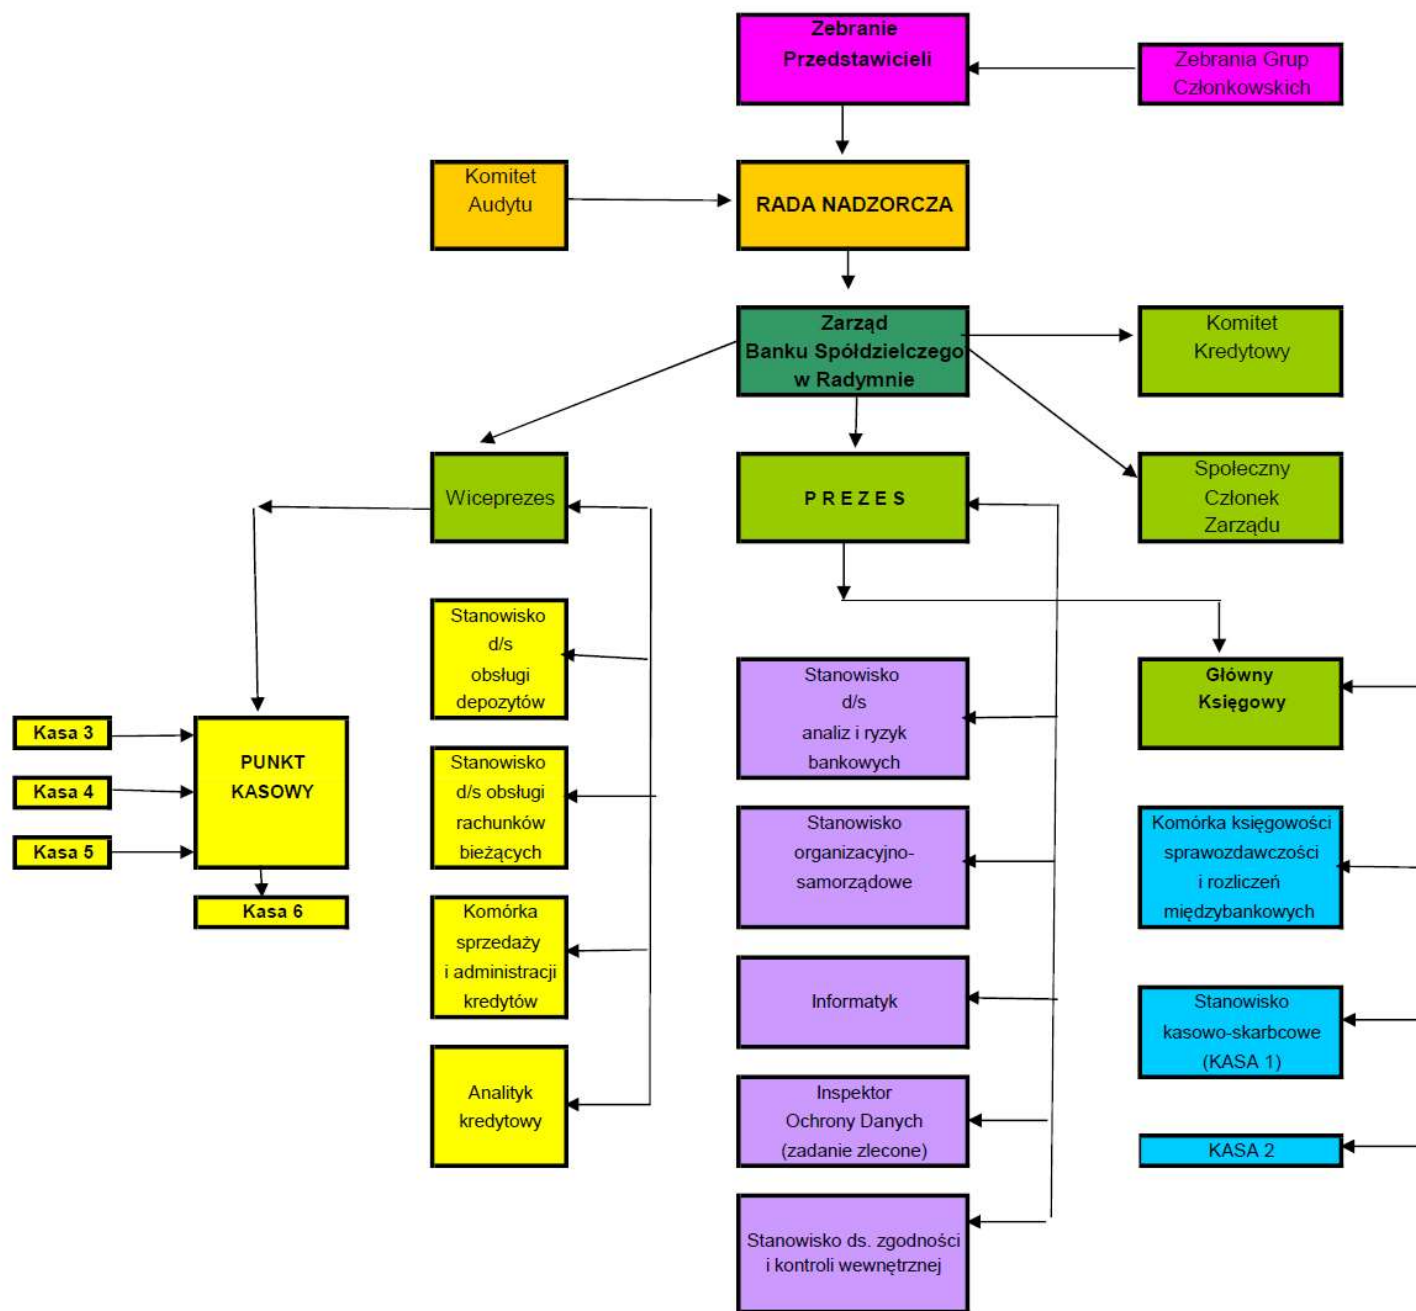 Zebranie
Przedstawicieli
Zebrania Grup
Członkowskich
Komitet
Audytu
RADA NADZORCZA
Zarząd
Banku Spółdzielczego
w Radymnie
Komitet
Kredytowy
Wiceprezes
P R E Z E S
Społeczny
Członek
Zarządu
Stanowisko
d/s
obsługi
depozytów
Stanowisko
d/s
analiz i ryzyk
bankowych
Główny
Księgowy
Kasa 3
Kasa 4
Kasa 5
PUNKT
KASOWY
Kasa 6
Stanowisko
d/s obsługi
rachunków
bieżących
Stanowisko
organizacyjno-
samorządowe
Komórka księgowości
sprawozdawczości
i rozliczeń
międzybankowych
Komórka
sprzedaży
i administracji
kredytów
Informatyk
Stanowisko
kasowo-skarbcowe
(KASA 1)
Analityk
kredytowy
Inspektor
Ochrony Danych
(zadanie zlecone)
KASA 2
Stanowisko ds. zgodności
i kontroli wewnętrznej